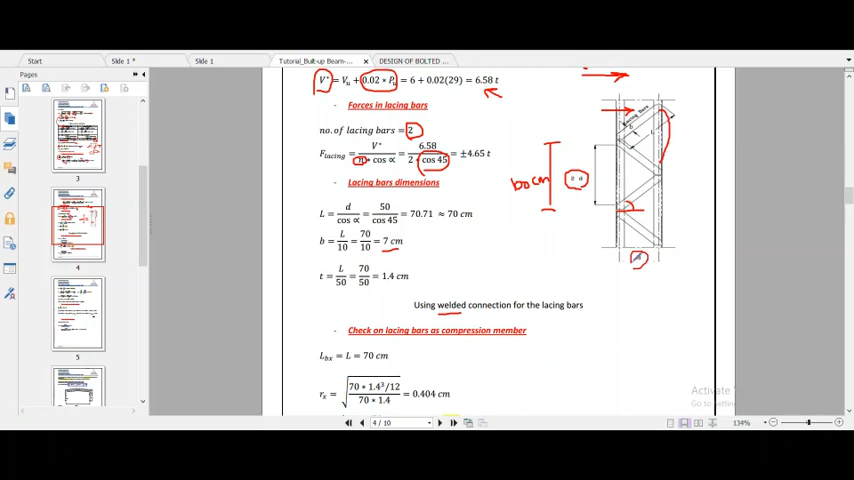 Start
Slide 1 *
Slide 1
Tutorial_Built-up Beam-... ×
DESIGN OF BOLTED ...
Pages
3
4
5
V* = Vu + 0.02 * Pu = 6 + 0.02(29) = 6.58 t
- Forces in lacing bars
no. of lacing bars = 2
F_lacing = V* / (n * cos ∝) = 6.58 / (2 * cos 45) = ±4.65 t
- Lacing bars dimensions
L = d / cos ∝ = 50 / cos 45 = 70.71 ≈ 70 cm
b = L/10 = 70/10 = 7 cm
t = L/50 = 70/50 = 1.4 cm
Using welded connection for the lacing bars
- Check on lacing bars as compression member
L_bx = L = 70 cm
r_x = √((70 * 1.4³/12) / (70 * 1.4)) = 0.404 cm
Lacing bars
b
L
2 d
Activate
4 / 10
134%